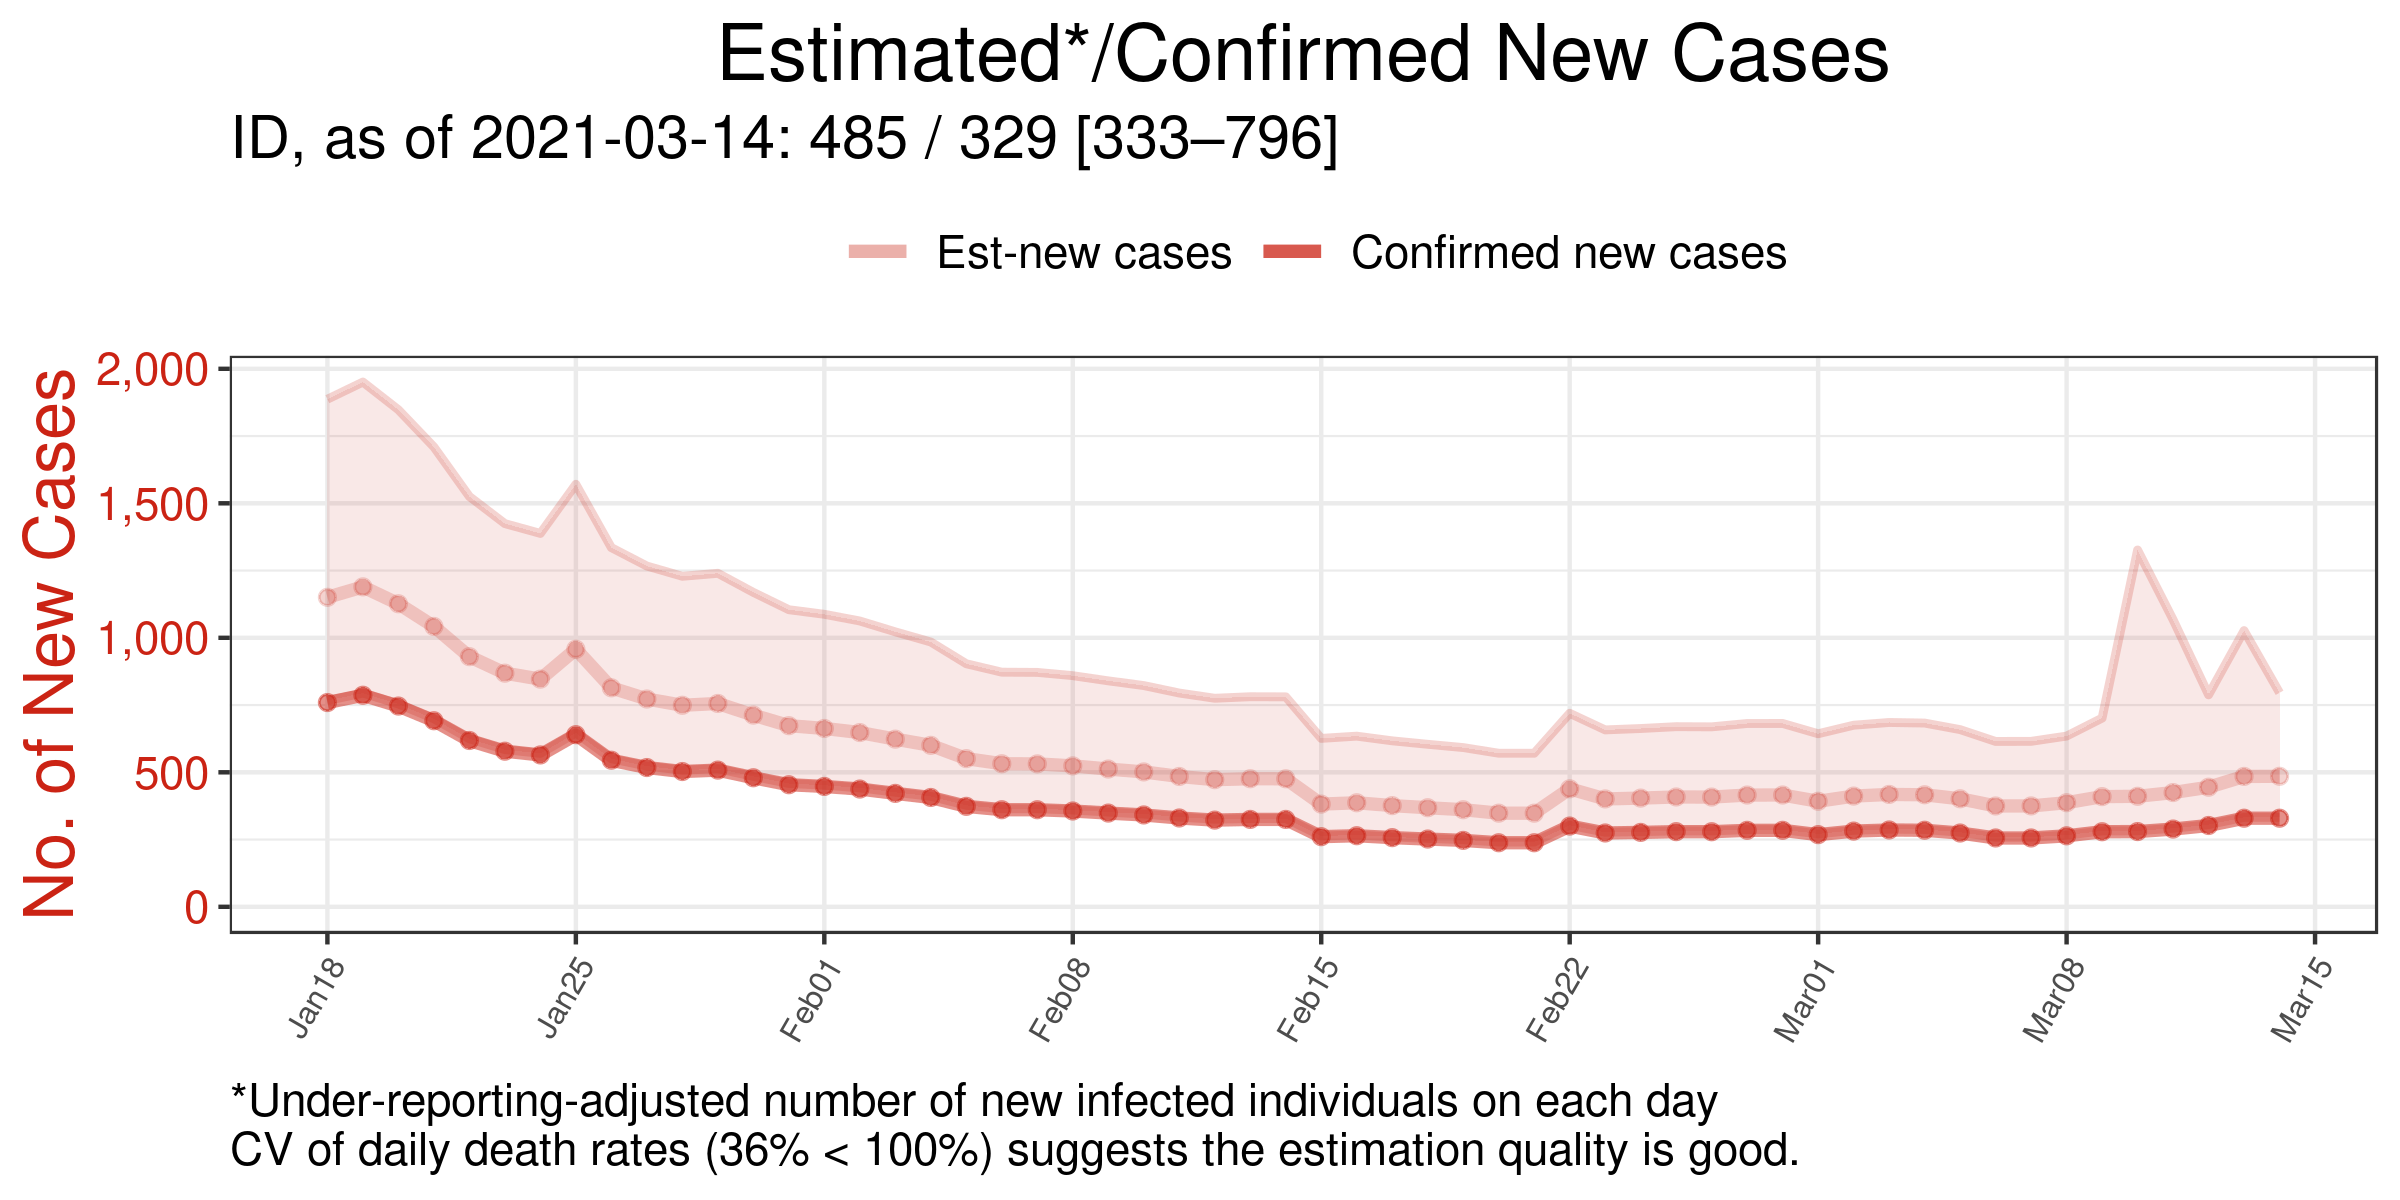 Estimated*/Confirmed New Cases
ID, as of 2021-03-14: 485 / 329 [333–796]
Est-new cases Confirmed new cases
No. of New Cases
2,000
1,500
1,000
500
0
Jan18 Jan25 Feb01 Feb08 Feb15 Feb22 Mar01 Mar08 Mar15
*Under-reporting-adjusted number of new infected individuals on each day
CV of daily death rates (36% < 100%) suggests the estimation quality is good.